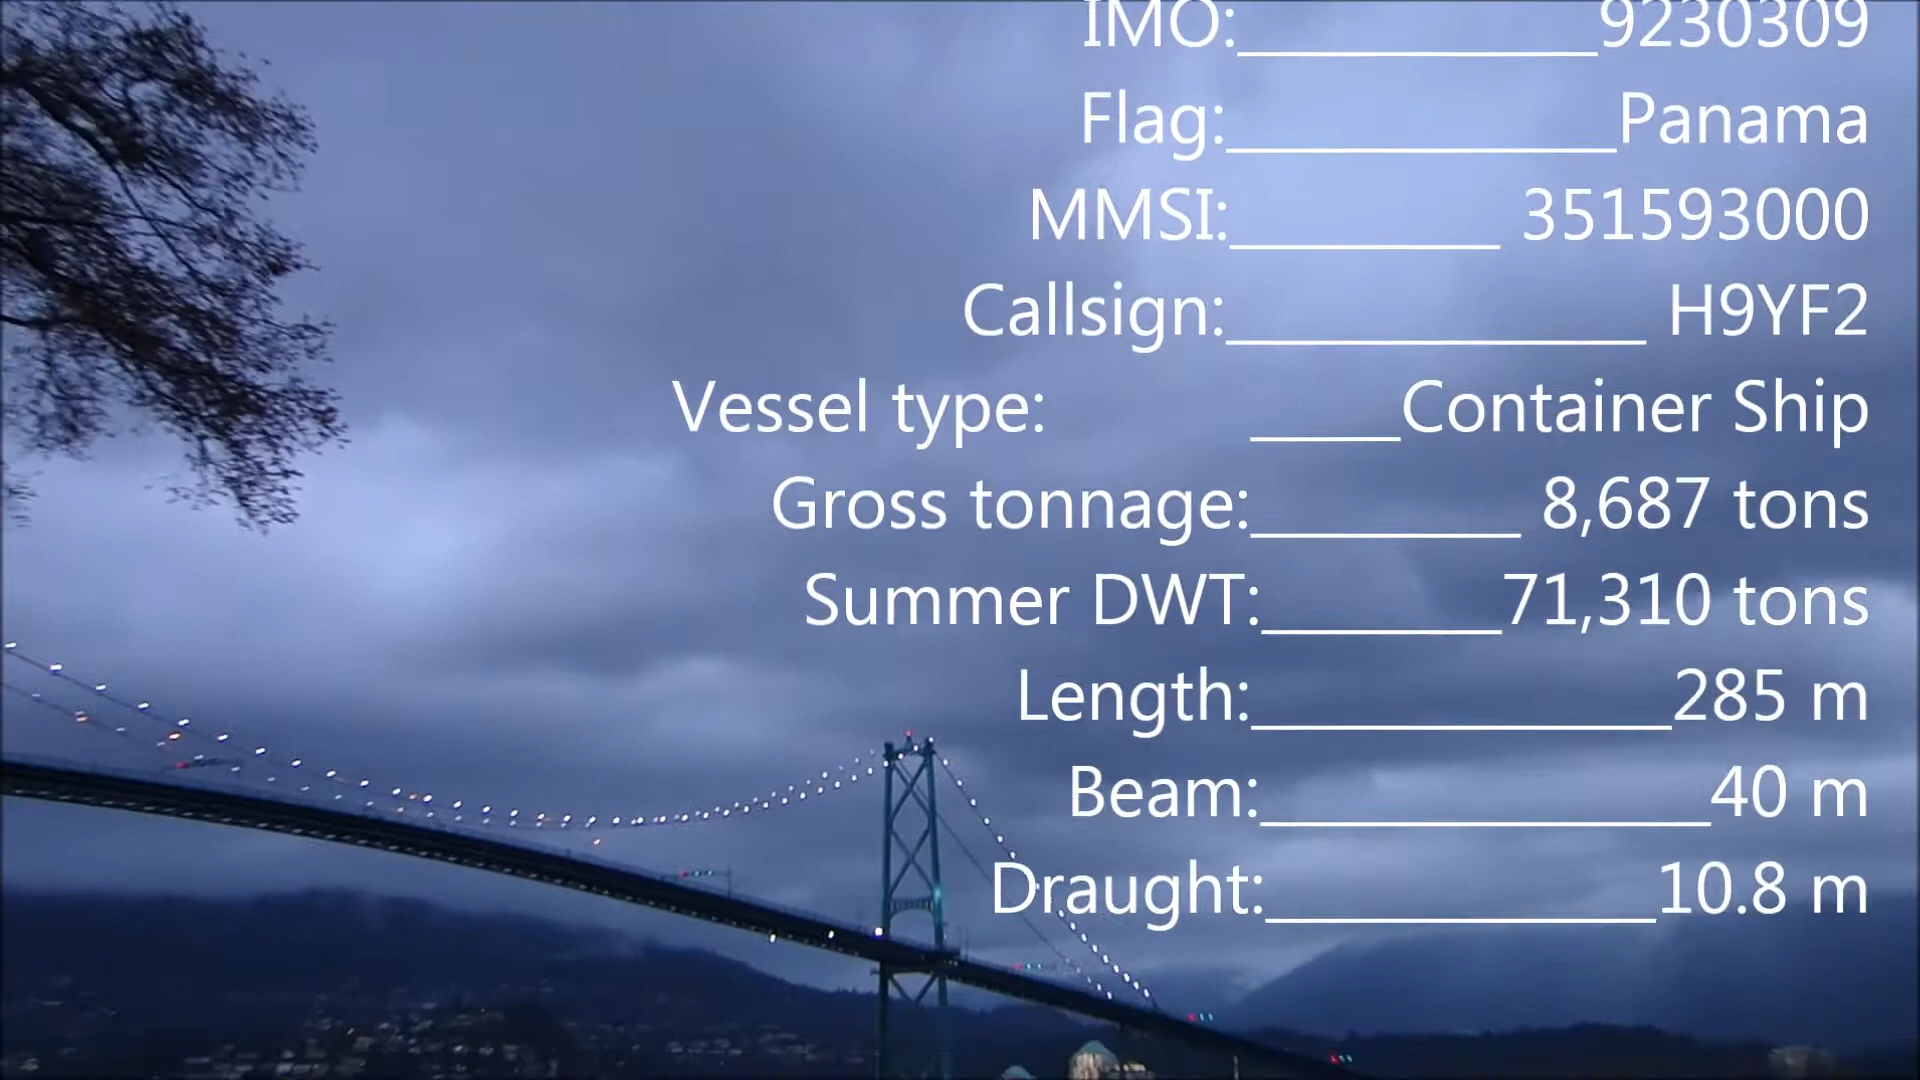 IMO:____________9230309
Flag:_____________Panama
MMSI:_________ 351593000
Callsign:______________ H9YF2
Vessel type: _____Container Ship
Gross tonnage:_________ 8,687 tons
Summer DWT:________71,310 tons
Length:______________285 m
Beam:_______________40 m
Draught:_____________10.8 m